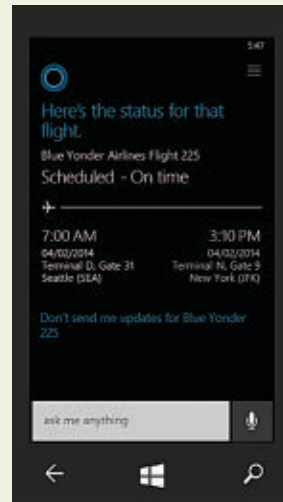 5:47
Here's the status for that
flight.
Blue Yonder Airlines Flight 225
Scheduled - On time
7:00 AM 3:10 PM
04/02/2014 04/02/2014
Terminal D, Gate 31 Terminal N, Gate 9
Seattle (SEA) New York (JFK)
Don't send me updates for Blue Yonder
225
ask me anything